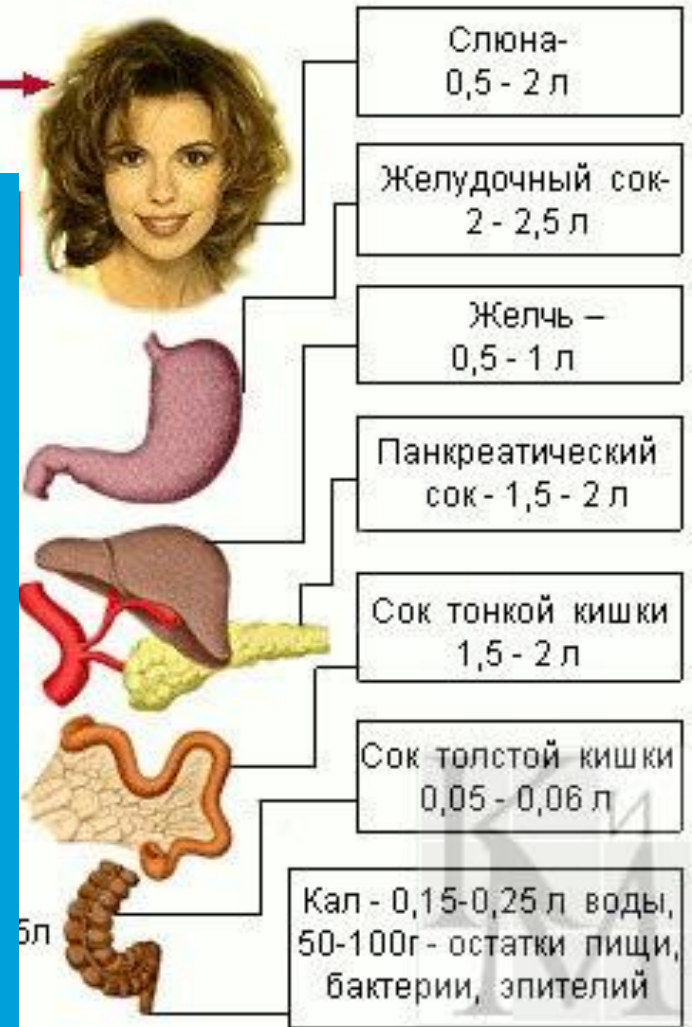 Слюна-
0,5 - 2 л
Желудочный сок-
2 - 2,5 л
Желчь –
0,5 - 1 л
Панкреатический
сок - 1,5 - 2 л
Сок тонкой кишки
1,5 - 2 л
Сок толстой кишки
0,05 - 0,06 л
Кал - 0,15-0,25 л воды,
50-100г - остатки пищи,
бактерии, эпителий
КиМ